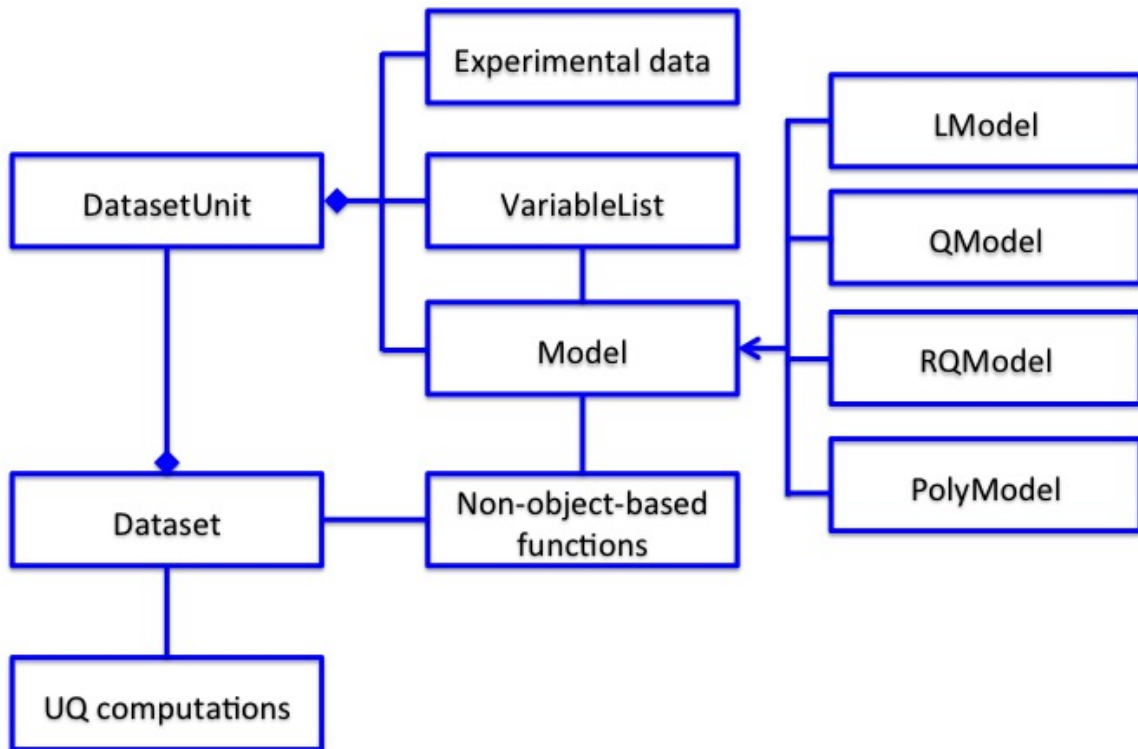 Experimental data
DatasetUnit
VariableList
Model
Dataset
Non-object-based
functions
UQ computations
LModel
QModel
RQModel
PolyModel